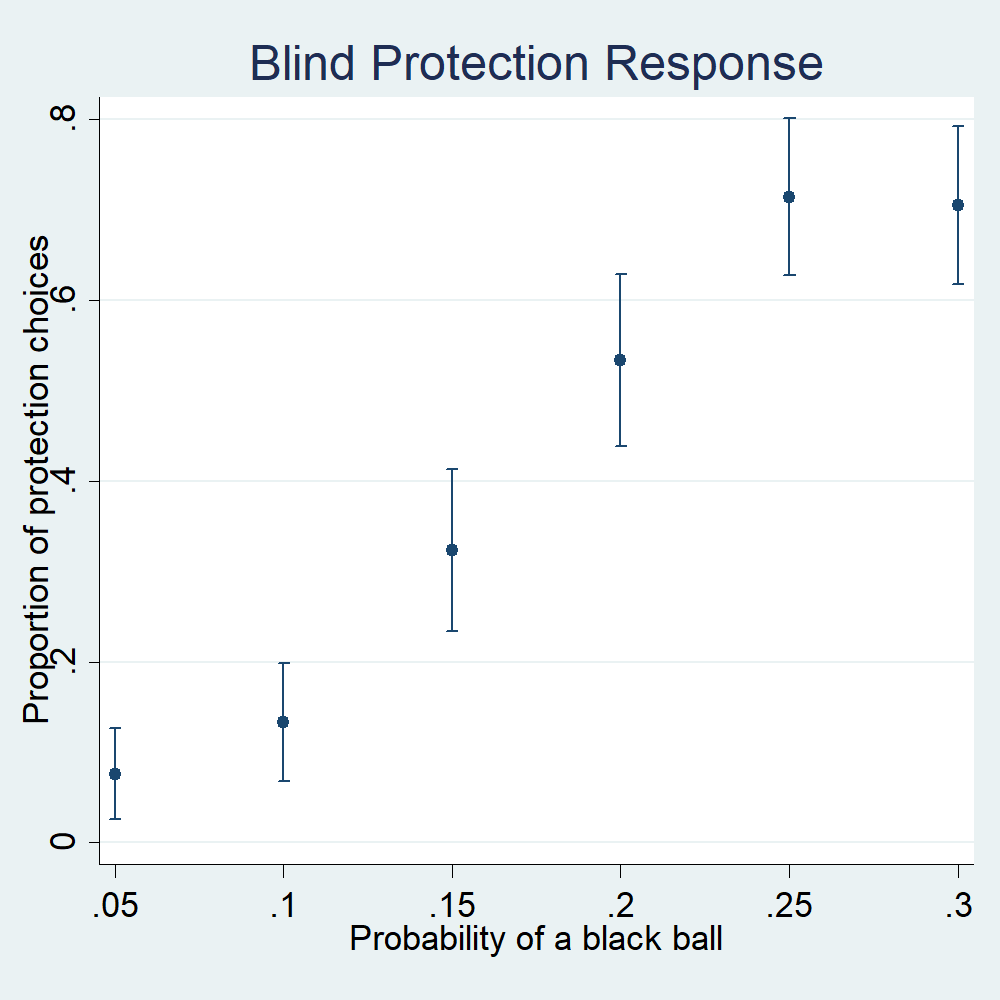 Blind Protection Response
Proportion of protection choices
.8
.6
.4
.2
0
.05 .1 .15 .2 .25 .3
Probability of a black ball